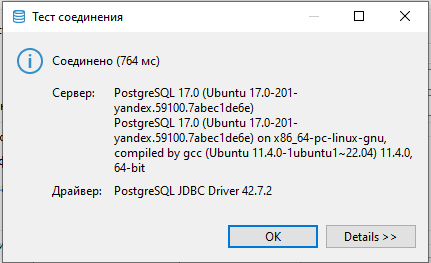 Тест соединения
Соединено (764 мс)
Сервер: PostgreSQL 17.0 (Ubuntu 17.0-201-
yandex.59100.7abec1de6e)
PostgreSQL 17.0 (Ubuntu 17.0-201-
yandex.59100.7abec1de6e) on x86_64-pc-linux-gnu,
compiled by gcc (Ubuntu 11.4.0-1ubuntu1~22.04) 11.4.0,
64-bit
Драйвер: PostgreSQL JDBC Driver 42.7.2
OK Details >>